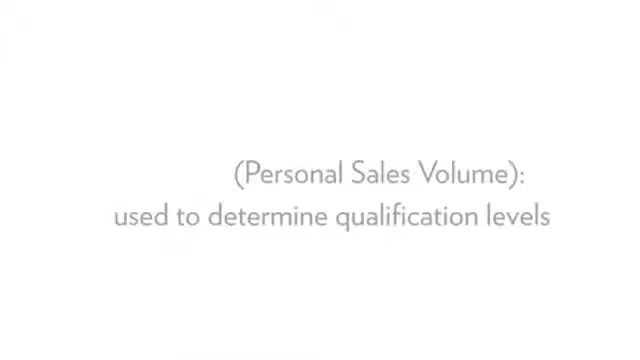 (Personal Sales Volume):
used to determine qualification levels